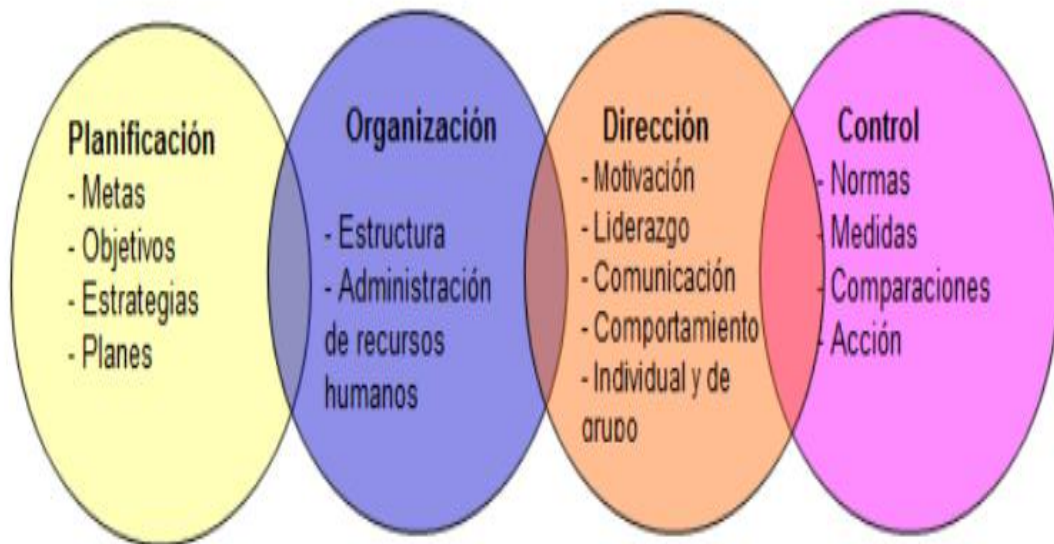 Planificación
- Metas
- Objetivos
- Estrategias
- Planes
Organización
- Estructura
- Administración
de recursos
humanos
Dirección
- Motivación
- Liderazgo
- Comunicación
- Comportamiento
- Individual y de
grupo
Control
- Normas
- Medidas
- Comparaciones
- Acción